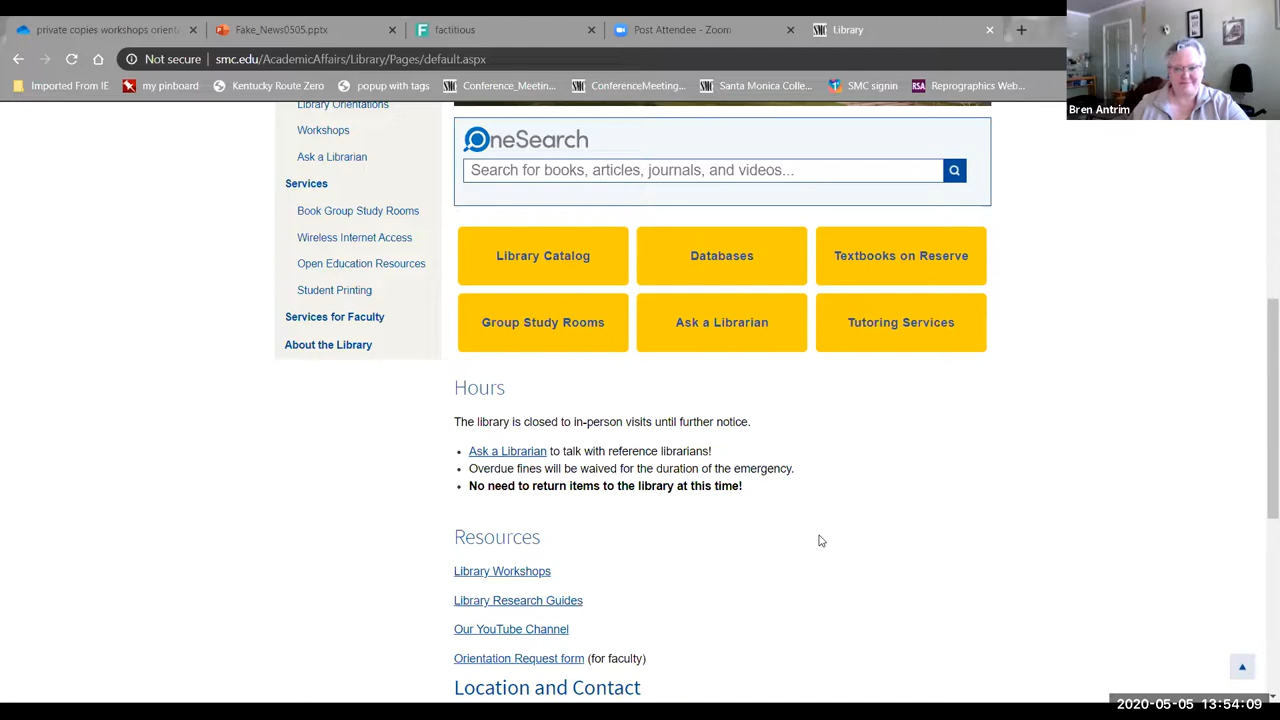 private copies workshops orient
Fake_News0505.pptx
factitious
Post Attendee - Zoom
SMC Library
Not secure
smc.edu/AcademicAffairs/Library/Pages/default.aspx
Imported From IE
my pinboard
Kentucky Route Zero
popup with tags
SMC Conference_Meetin...
SMC ConferenceMeeting...
SMC Santa Monica Colle...
SMC signin
RSA Reprographics Web...
Bren Antrim
Library Orientations
Workshops
Ask a Librarian
Services
Book Group Study Rooms
Wireless Internet Access
Open Education Resources
Student Printing
Services for Faculty
About the Library
OneSearch
Search for books, articles, journals, and videos...
Library Catalog
Databases
Textbooks on Reserve
Group Study Rooms
Ask a Librarian
Tutoring Services
Hours
The library is closed to in-person visits until further notice.
• Ask a Librarian to talk with reference librarians!
• Overdue fines will be waived for the duration of the emergency.
• No need to return items to the library at this time!
Resources
Library Workshops
Library Research Guides
Our YouTube Channel
Orientation Request form (for faculty)
Location and Contact
2020-05-05 13:54:09